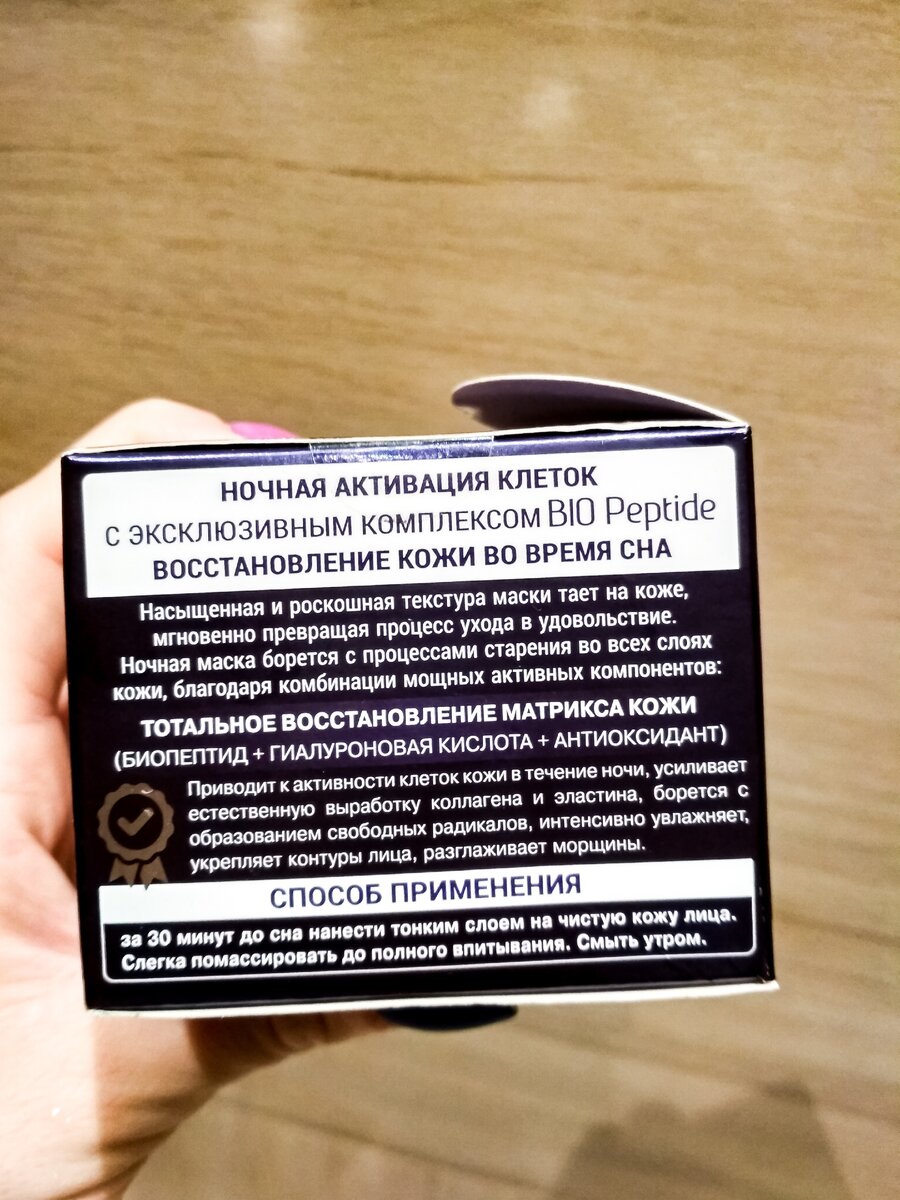 НОЧНАЯ АКТИВАЦИЯ КЛЕТОК
С ЭКСКЛЮЗИВНЫМ КОМПЛЕКСОМ BIO Peptide
ВОССТАНОВЛЕНИЕ КОЖИ ВО ВРЕМЯ СНА
Насыщенная и роскошная текстура маски тает на коже,
мгновенно превращая процесс ухода в удовольствие.
Ночная маска борется с процессами старения во всех слоях
кожи, благодаря комбинации мощных активных компонентов:
ТОТАЛЬНОЕ ВОССТАНОВЛЕНИЕ МАТРИКСА КОЖИ
(БИОПЕПТИД + ГИАЛУРОНОВАЯ КИСЛОТА + АНТИОКСИДАНТ)
Приводит к активности клеток кожи в течение ночи, усиливает
естественную выработку коллагена и эластина, борется с
образованием свободных радикалов, интенсивно увлажняет,
укрепляет контуры лица, разглаживает морщины.
СПОСОБ ПРИМЕНЕНИЯ
за 30 минут до сна нанести тонким слоем на чистую кожу лица.
Слегка помассировать до полного впитывания. Смыть утром.